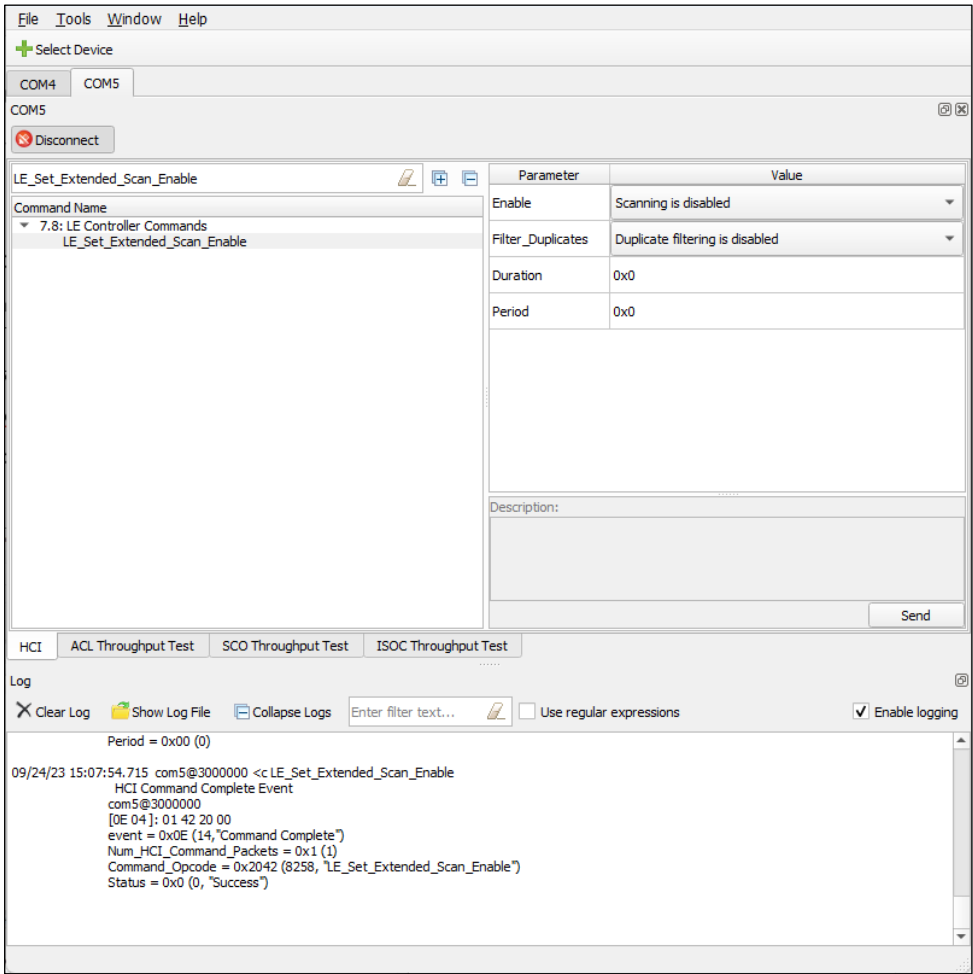 File Tools Window Help
Select Device
COM4 COM5
COM5
Disconnect
LE_Set_Extended_Scan_Enable
Command Name
7.8: LE Controller Commands
LE_Set_Extended_Scan_Enable
Parameter Value
Enable Scanning is disabled
Filter_Duplicates Duplicate filtering is disabled
Duration 0x0
Period 0x0
Description:
Send
HCI ACL Throughput Test SCO Throughput Test ISOC Throughput Test
Log
Clear Log Show Log File Collapse Logs Enter filter text... Use regular expressions Enable logging
Period = 0x00 (0)
09/24/23 15:07:54.715 com5@3000000 <c LE_Set_Extended_Scan_Enable
HCI Command Complete Event
com5@3000000
[0E 04 ]: 01 42 20 00
event = 0x0E (14,"Command Complete")
Num_HCI_Command_Packets = 0x1 (1)
Command_Opcode = 0x2042 (8258, "LE_Set_Extended_Scan_Enable")
Status = 0x0 (0, "Success")